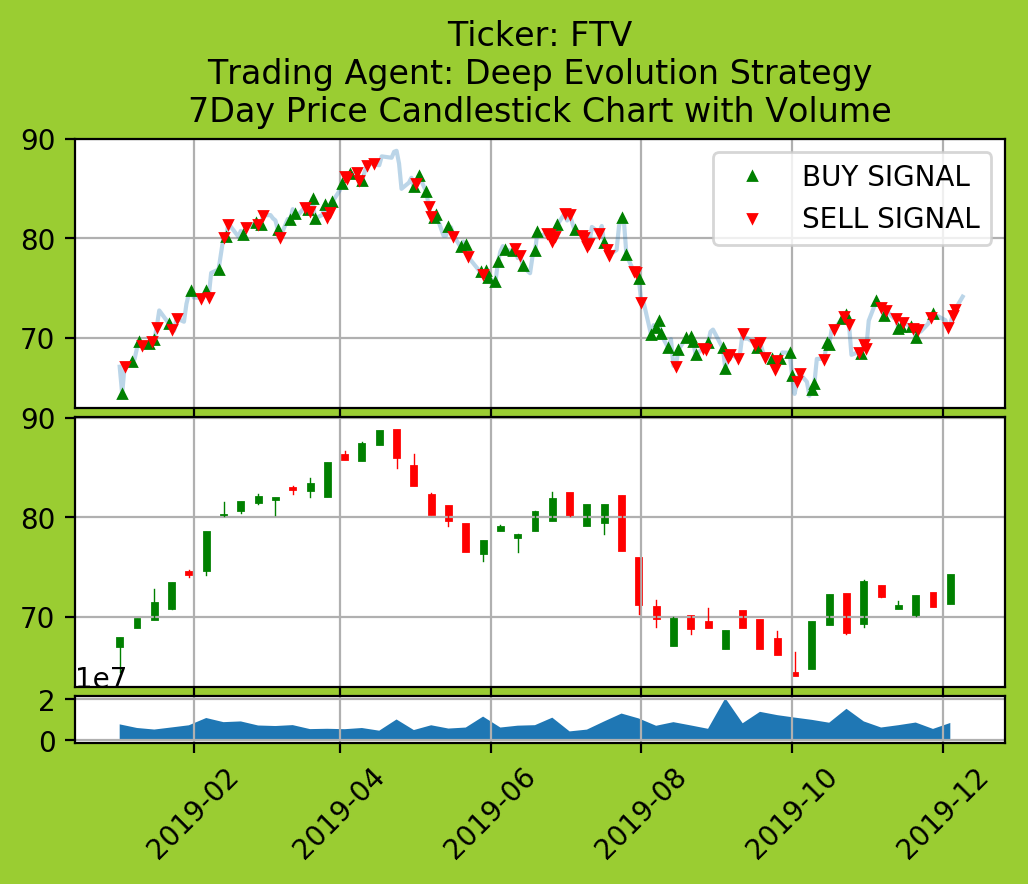 Ticker: FTV
Trading Agent: Deep Evolution Strategy
7Day Price Candlestick Chart with Volume
90
80
70
BUY SIGNAL
SELL SIGNAL
90
80
70
1e7
2
0
2019-02
2019-04
2019-06
2019-08
2019-10
2019-12